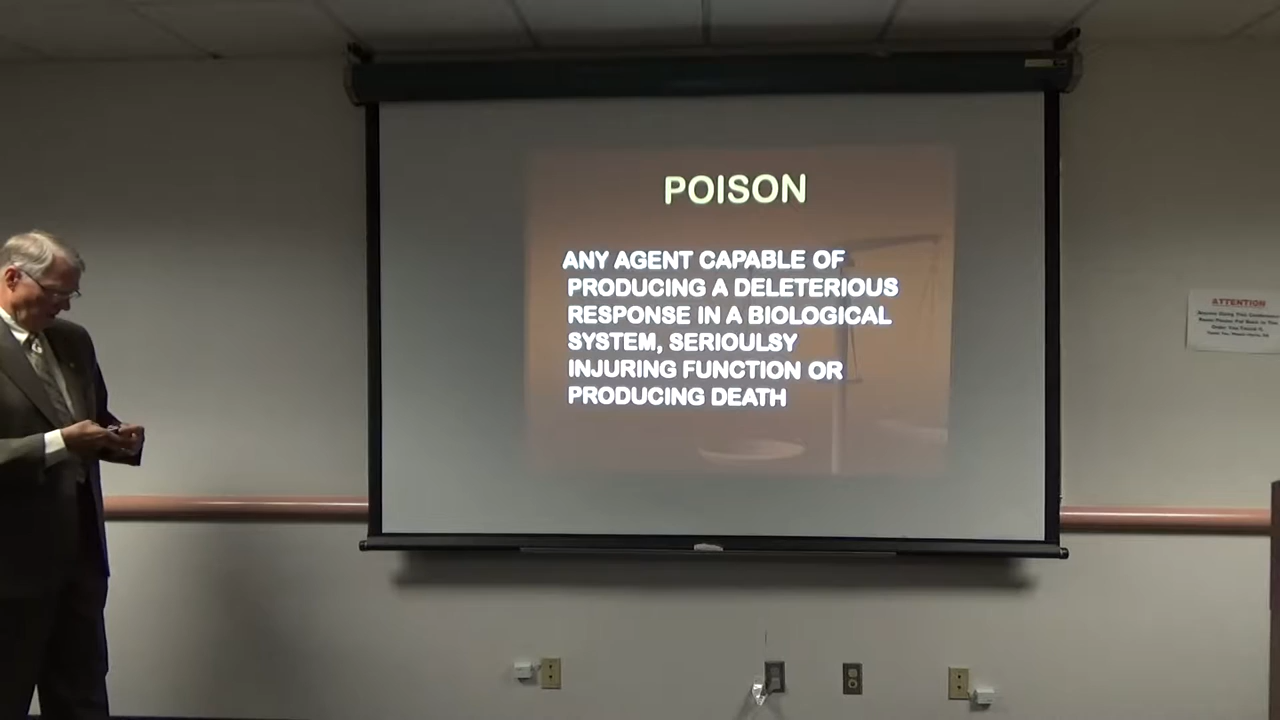 POISON
ANY AGENT CAPABLE OF
PRODUCING A DELETERIOUS
RESPONSE IN A BIOLOGICAL
SYSTEM, SERIOULSY
INJURING FUNCTION OR
PRODUCING DEATH
ATTENTION